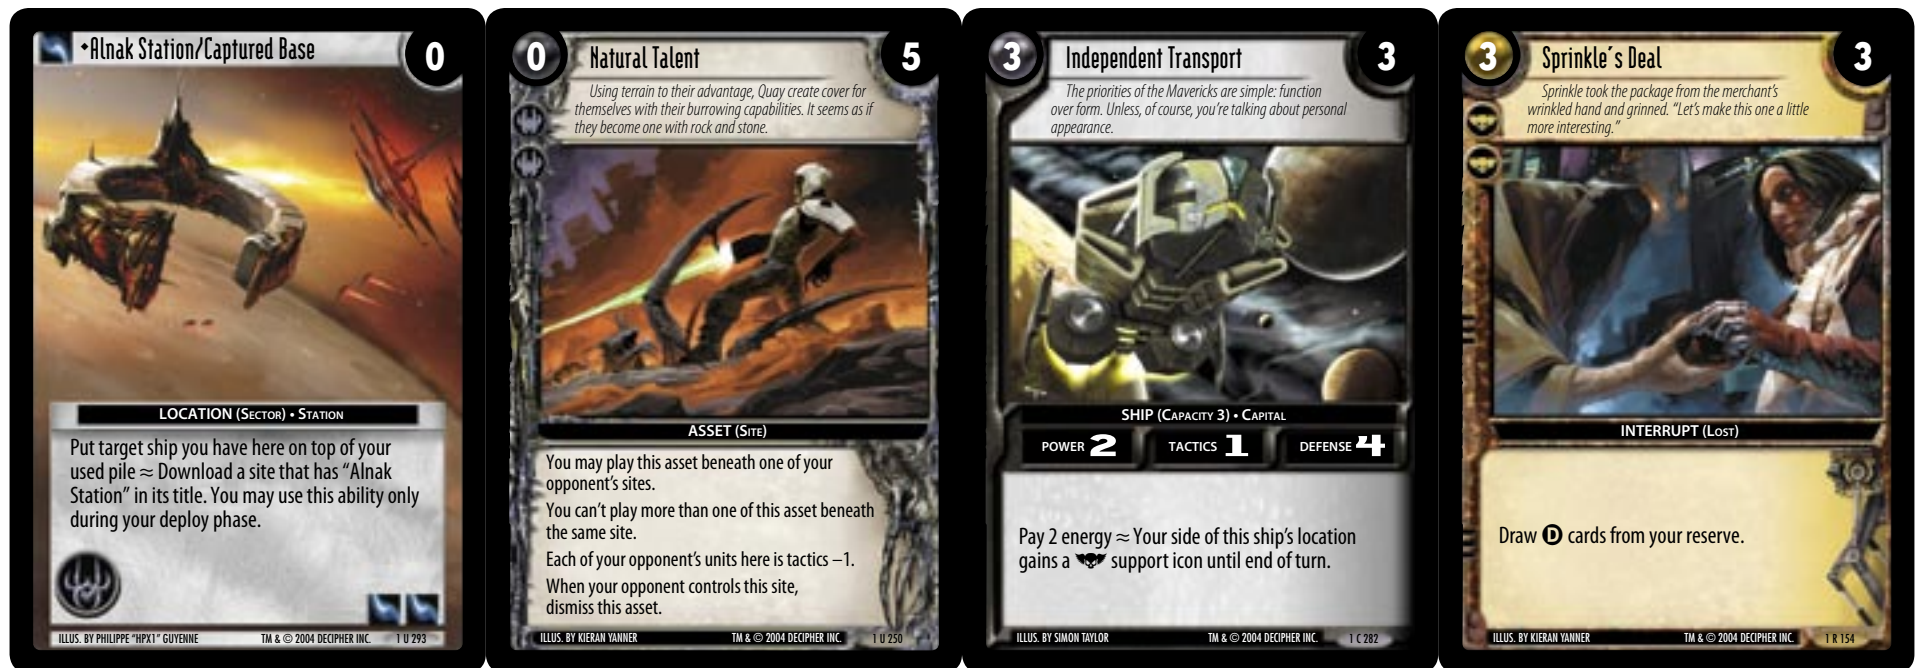 •Alnak Station/Captured Base
0
LOCATION (Sector) • Station
Put target ship you have here on top of your
used pile ≈ Download a site that has “Alnak
Station” in its title. You may use this ability only
during your deploy phase.
ILLUS. BY PHILIPPE “HPX1” GUYENNE
TM & © 2004 DECIPHER INC.
1 U 293
0
Natural Talent
5
Using terrain to their advantage, Quay create cover for
themselves with their burrowing capabilities. It seems as if
they become one with rock and stone.
ASSET (Site)
You may play this asset beneath one of your
opponent’s sites.
You can’t play more than one of this asset beneath
the same site.
Each of your opponent’s units here is tactics –1.
When your opponent controls this site,
dismiss this asset.
ILLUS. BY KIERAN YANNER
TM & © 2004 DECIPHER INC.
1 U 250
3
Independent Transport
3
The priorities of the Mavericks are simple: function
over form. Unless, of course, you’re talking about personal
appearance.
SHIP (Capacity 3) • Capital
POWER 2 TACTICS 1 DEFENSE 4
Pay 2 energy ≈ Your side of this ship’s location
gains a support icon until end of turn.
ILLUS. BY SIMON TAYLOR
TM & © 2004 DECIPHER INC.
1 C 282
3
Sprinkle’s Deal
3
Sprinkle took the package from the merchant’s
wrinkled hand and grinned. “Let’s make this one a little
more interesting.”
INTERRUPT (Lost)
Draw D cards from your reserve.
ILLUS. BY KIERAN YANNER
TM & © 2004 DECIPHER INC.
1 R 154